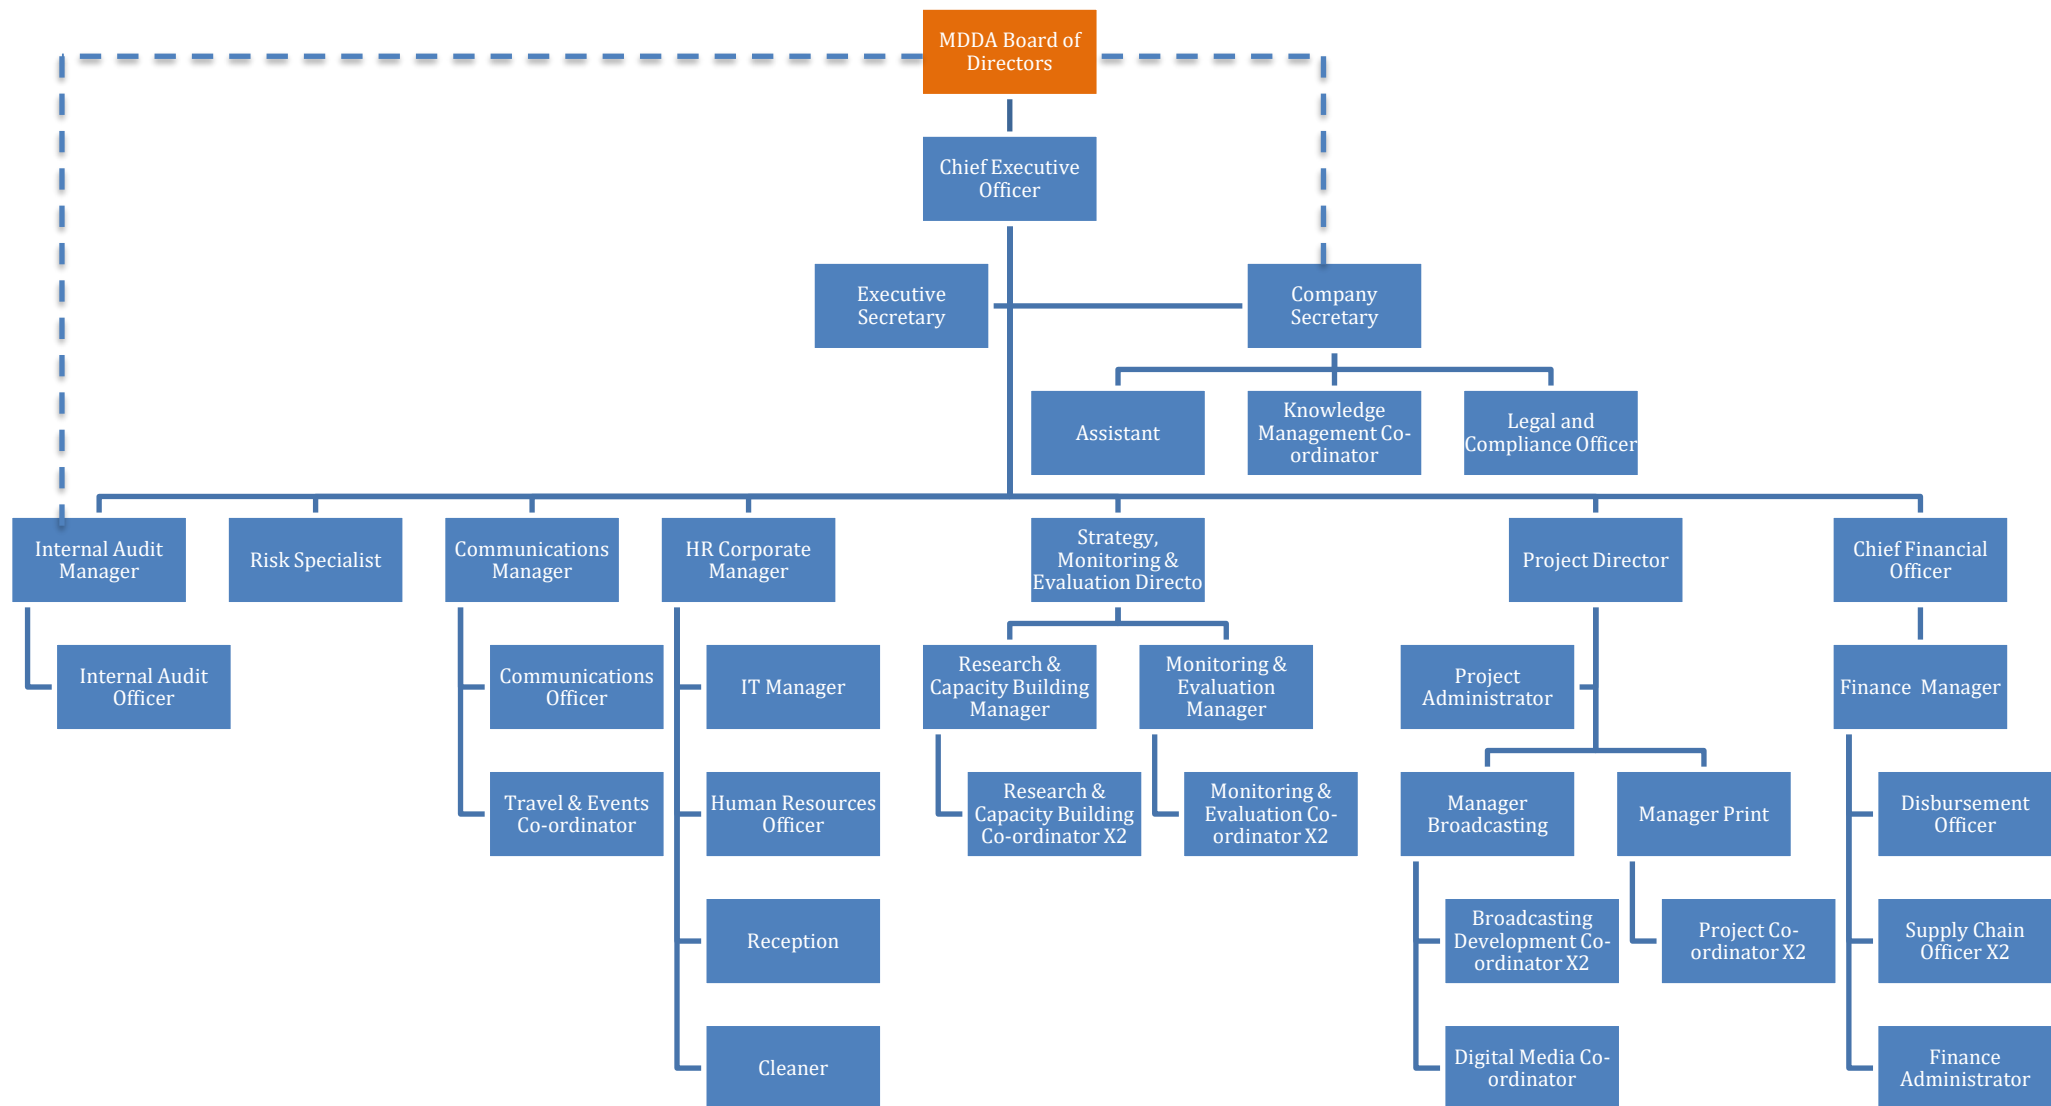 MDDA Board of
Directors
Chief Executive
Officer
Executive
Secretary
Company
Secretary
Assistant
Knowledge
Management Co-
ordinator
Legal and
Compliance Officer
Internal Audit
Manager
Risk Specialist
Communications
Manager
HR Corporate
Manager
Strategy,
Monitoring &
Evaluation Directo
Project Director
Chief Financial
Officer
Internal Audit
Officer
Communications
Officer
IT Manager
Research &
Capacity Building
Manager
Monitoring &
Evaluation
Manager
Project
Administrator
Finance  Manager
Travel & Events
Co-ordinator
Human Resources
Officer
Research &
Capacity Building
Co-ordinator X2
Monitoring &
Evaluation Co-
ordinator X2
Manager
Broadcasting
Manager Print
Disbursement
Officer
Reception
Broadcasting
Development Co-
ordinator X2
Project Co-
ordinator X2
Supply Chain
Officer X2
Cleaner
Digital Media Co-
ordinator
Finance
Administrator